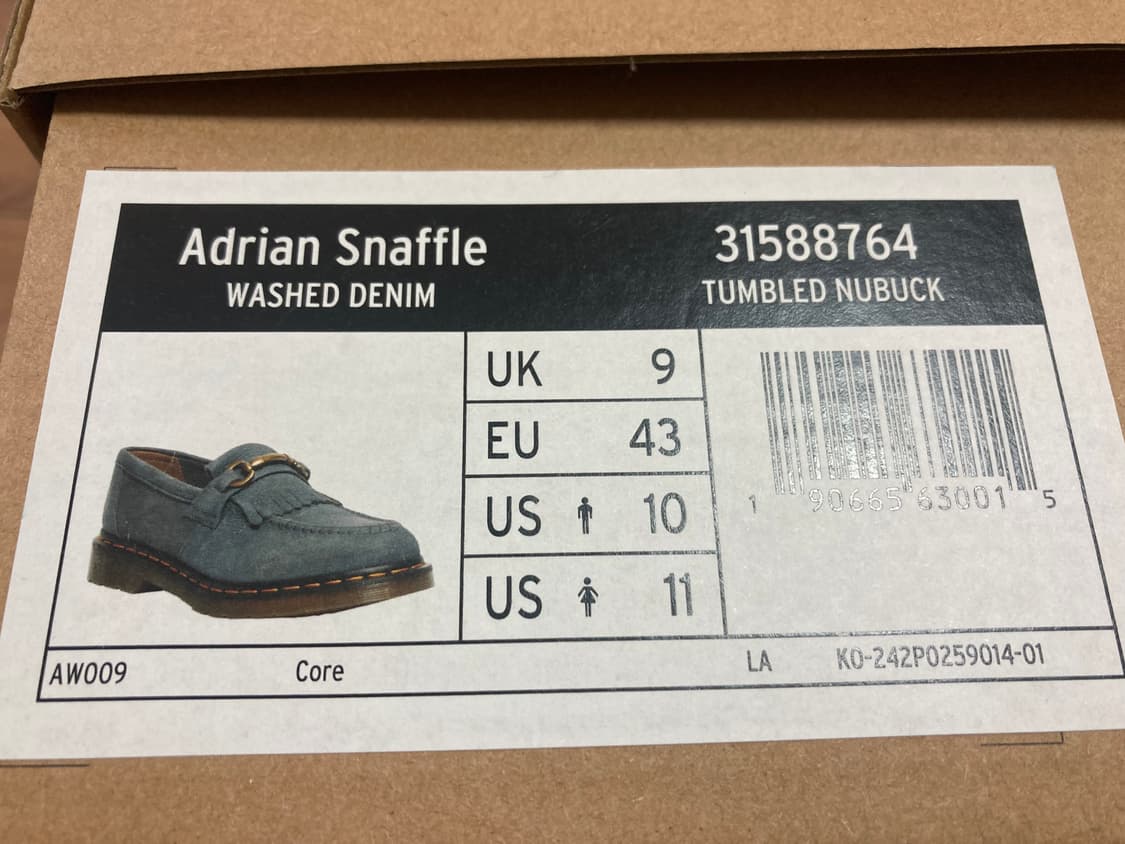 Adrian Snaffle
WASHED DENIM
31588764
TUMBLED NUBUCK
UK 9
EU 43
US 10
US 11
1 90665 63001 5
AW009 Core LA KO-242P0259014-01